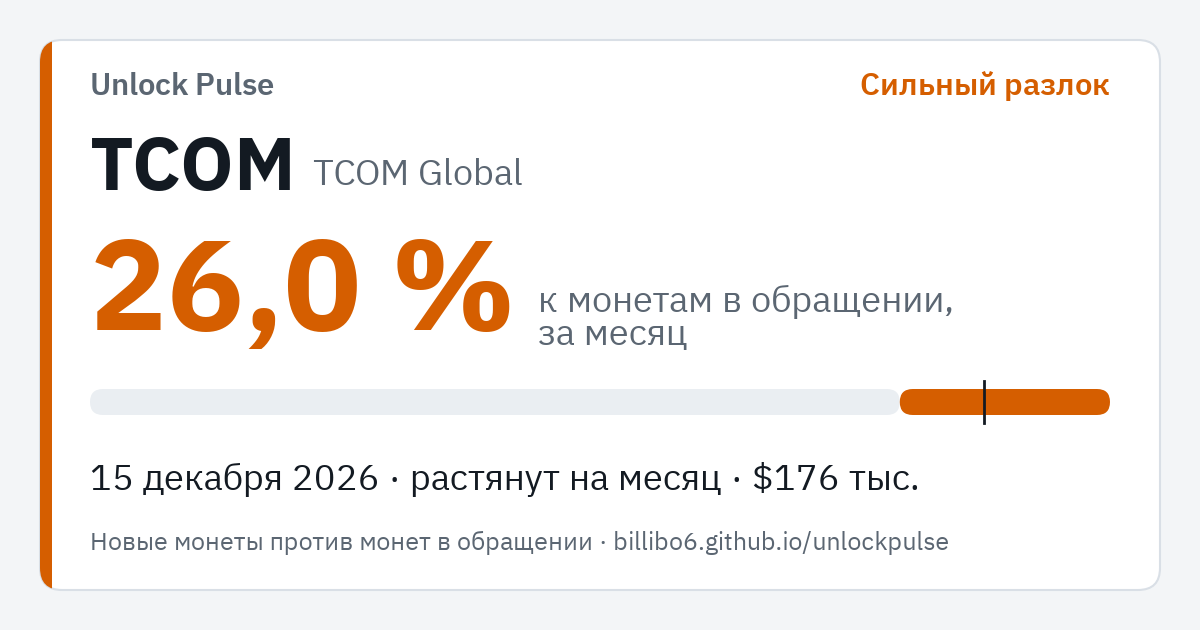 Unlock Pulse
Сильный разлок
TCOM TCOM Global
26,0 % к монетам в обращении,
за месяц
15 декабря 2026 · растянут на месяц · $176 тыс.
Новые монеты против монет в обращении · billibo6.github.io/unlockpulse